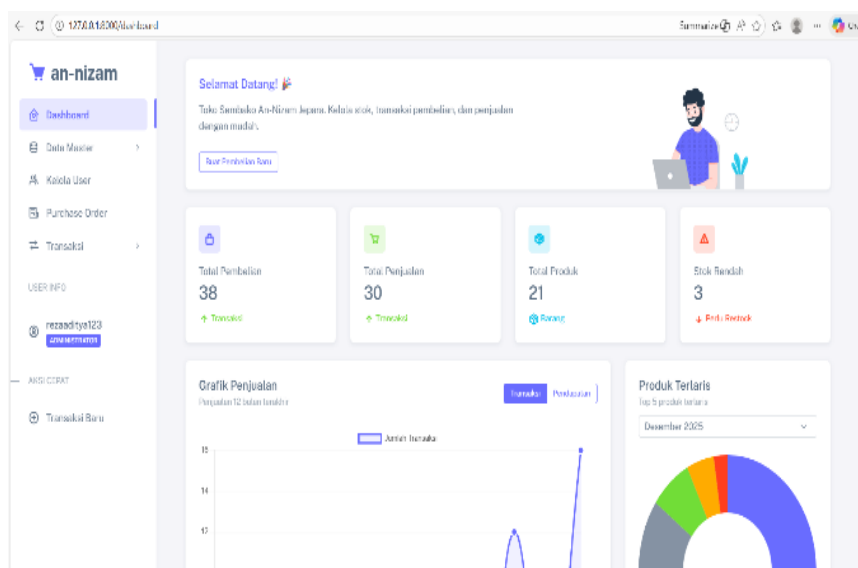 127.0.0.1:8000/dashboard
Summarize
an-nizam
Dashboard
Data Master
Kelola User
Purchase Order
Transaksi
USER INFO
rezaaditya123
ADMINISTRATOR
AKSI CEPAT
Transaksi Baru
Selamat Datang! 🎉
Toko Sembako An-Nizam Jepara. Kelola stok, transaksi pembelian, dan penjualan
dengan mudah.
Buat Pembelian Baru
Total Pembelian
38
Transaksi
Total Penjualan
30
Transaksi
Total Produk
21
Barang
Stok Rendah
3
Perlu Restock
Grafik Penjualan
Penjualan 12 bulan terakhir
Transaksi
Pendapatan
Jumlah Transaksi
14
12
Produk Terlaris
Top 5 produk terlaris
Desember 2025